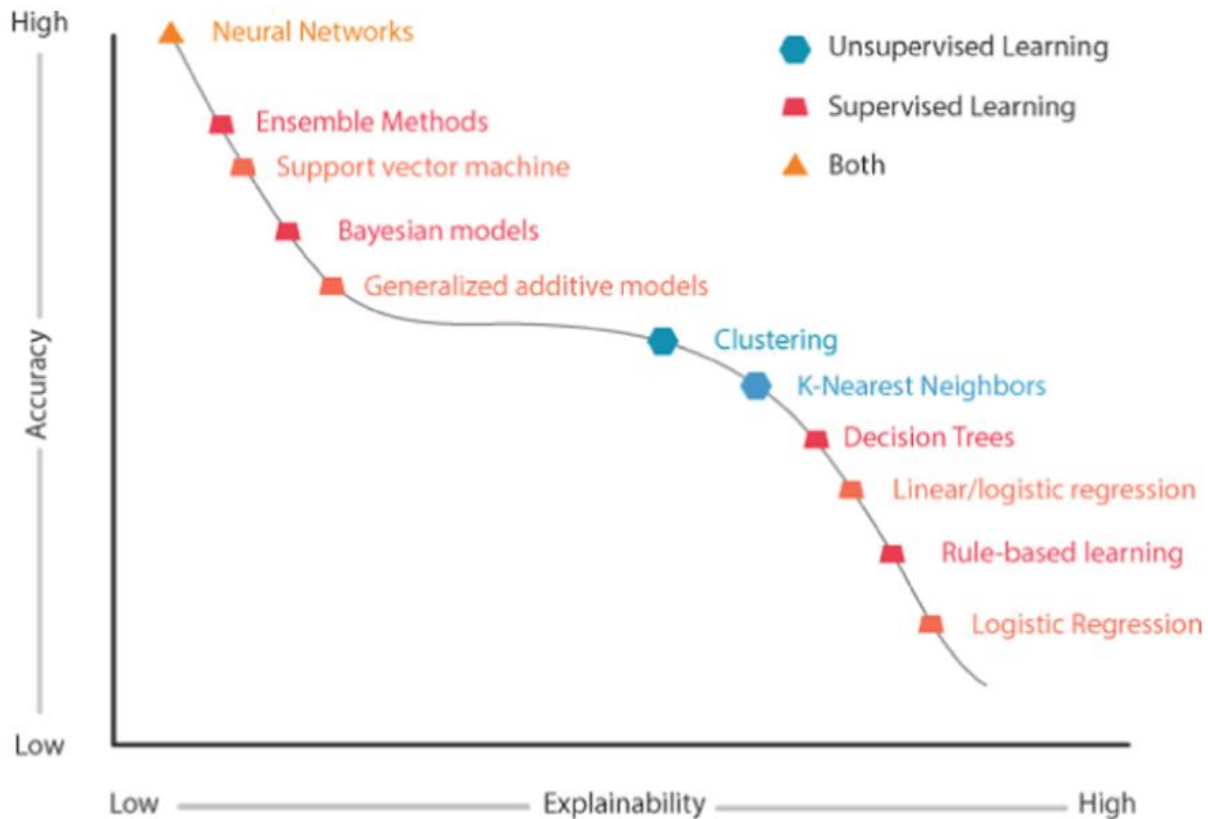 High
Neural Networks
Unsupervised Learning
Supervised Learning
Both
Ensemble Methods
Support vector machine
Bayesian models
Generalized additive models
Clustering
K-Nearest Neighbors
Decision Trees
Linear/logistic regression
Rule-based learning
Logistic Regression
Accuracy
Low
Low
Explainability
High